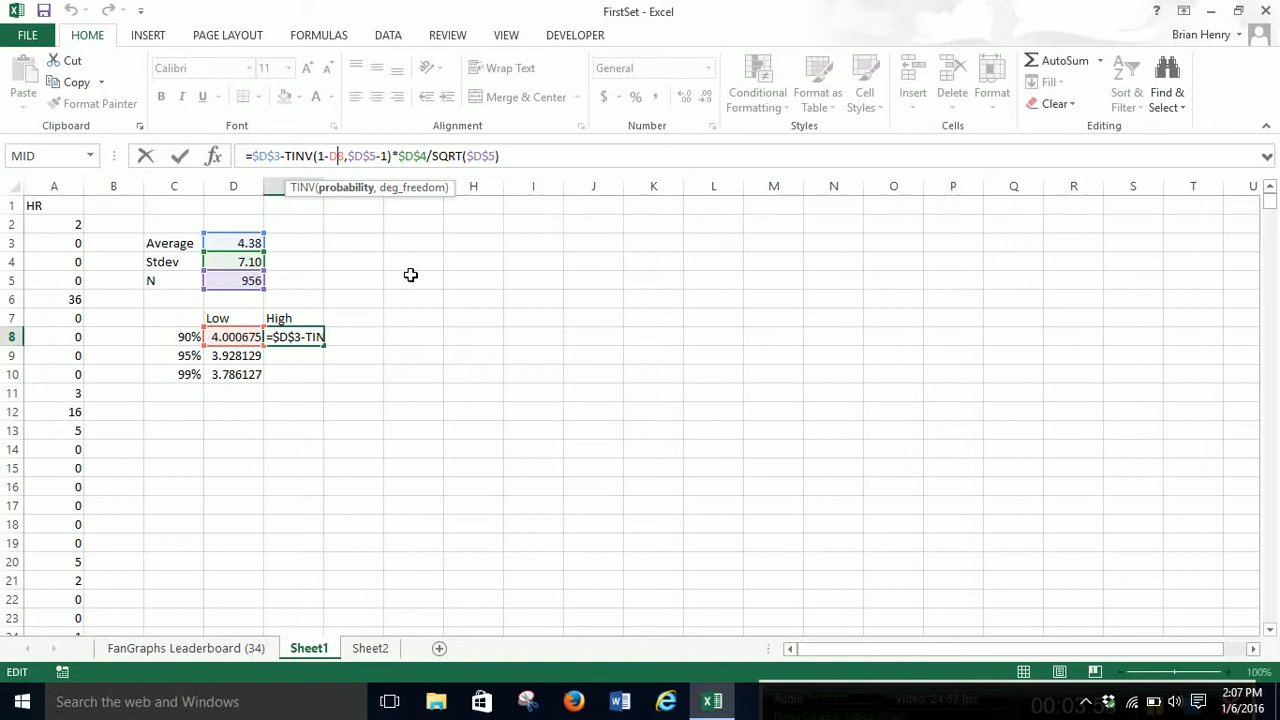 FirstSet - Excel
FILE HOME INSERT PAGE LAYOUT FORMULAS DATA REVIEW VIEW DEVELOPER Brian Henry
Cut
Copy
Format Painter
Paste
Clipboard
Calibri 11
B I U
Font
Wrap Text
Merge & Center
Alignment
General
$ % ,
Number
Conditional Formatting
Format as Table
Cell Styles
Styles
Insert Delete Format
Cells
AutoSum
Fill
Clear
Sort & Filter
Find & Select
Editing
MID =$D$3-TINV(1-D8,$D$5-1)*$D$4/SQRT($D$5)
TINV(probability, deg_freedom)
A B C D H I J K L M N O P Q R S T U
1 HR
2 2
3 0 Average 4.38
4 0 Stdev 7.10
5 0 N 956
6 36
7 0 Low High
8 0 90% 4.000675 =$D$3-TIN
9 0 95% 3.928129
10 0 99% 3.786127
11 3
12 16
13 5
14 0
15 0
16 0
17 0
18 0
19 0
20 5
21 2
22 0
23 0
FanGraphs Leaderboard (34) Sheet1 Sheet2
EDIT 100%
Search the web and Windows
2:07 PM
1/6/2016